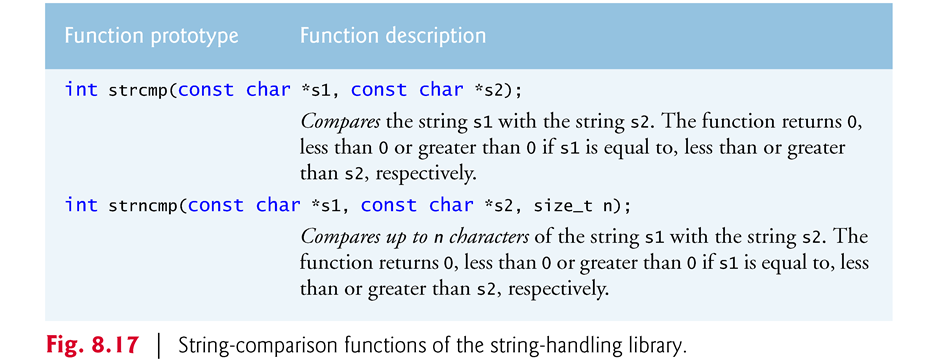 Function prototype Function description
int strcmp(const char *s1, const char *s2);
Compares the string s1 with the string s2. The function returns 0,
less than 0 or greater than 0 if s1 is equal to, less than or greater
than s2, respectively.
int strncmp(const char *s1, const char *s2, size_t n);
Compares up to n characters of the string s1 with the string s2. The
function returns 0, less than 0 or greater than 0 if s1 is equal to, less
than or greater than s2, respectively.
Fig. 8.17 | String-comparison functions of the string-handling library.